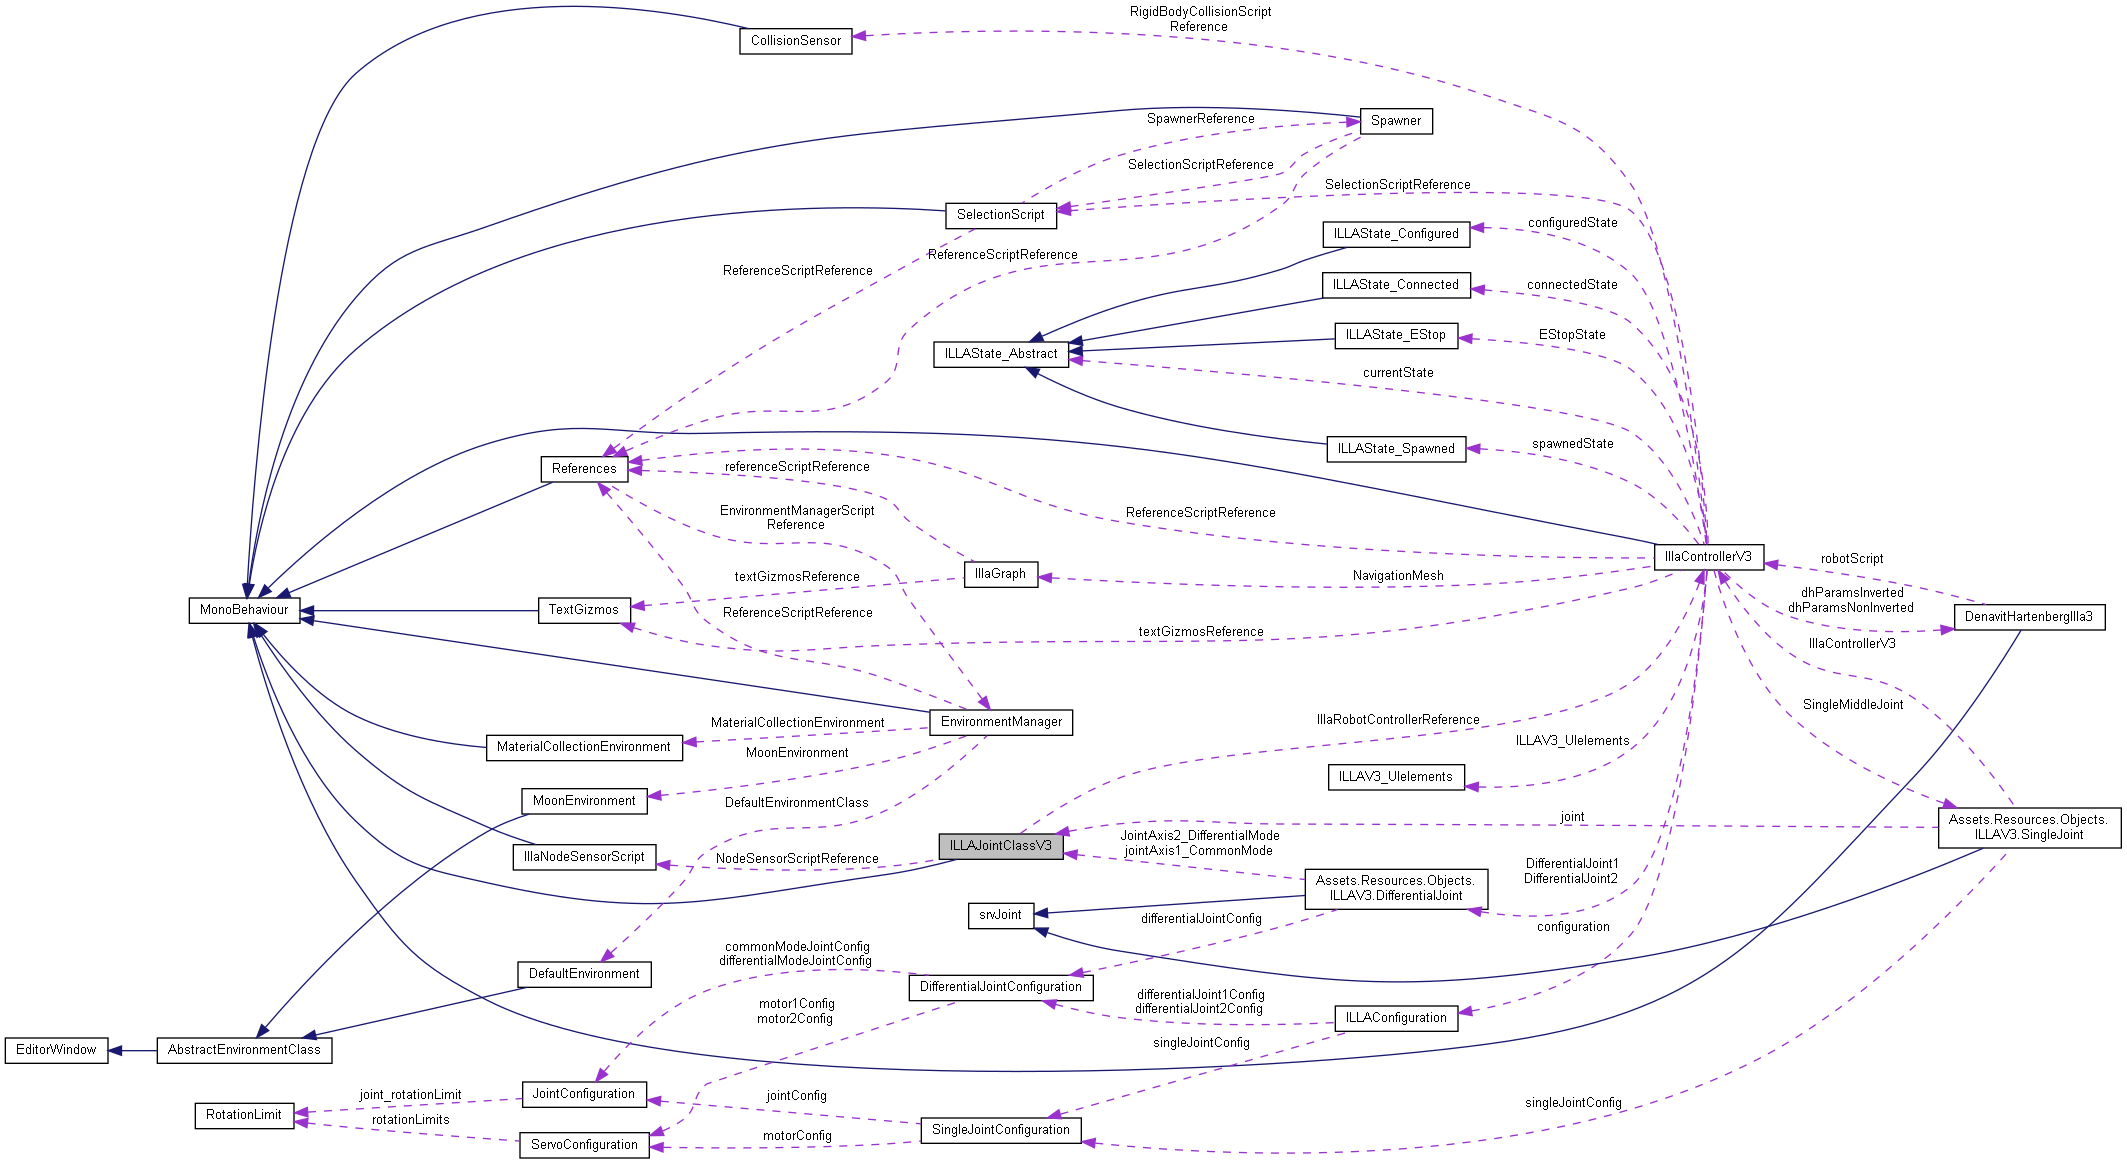 RigidBodyCollisionScript
Reference
CollisionSensor
SpawnerReference
Spawner
SelectionScriptReference
SelectionScriptReference
SelectionScript
configuredState
ILLAState_Configured
ReferenceScriptReference
ReferenceScriptReference
connectedState
ILLAState_Connected
EStopState
ILLAState_EStop
ILLAState_Abstract
currentState
spawnedState
ILLAState_Spawned
References
referenceScriptReference
EnvironmentManagerScript
Reference
ReferenceScriptReference
IllaControllerV3
robotScript
IllaGraph
NavigationMesh
textGizmosReference
dhParamsInverted
dhParamsNonInverted
MonoBehaviour
TextGizmos
ReferenceScriptReference
DenavitHartenbergIlla3
textGizmosReference
IllaControllerV3
SingleMiddleJoint
MaterialCollectionEnvironment
EnvironmentManager
IllaRobotControllerReference
MaterialCollectionEnvironment
MoonEnvironment
ILLAV3_UIelements
ILLAV3_UIelements
MoonEnvironment
DefaultEnvironmentClass
joint
Assets.Resources.Objects.
ILLAV3.SingleJoint
JointAxis2_DifferentialMode
jointAxis1_CommonMode
ILLAJointClassV3
IllaNodeSensorScript
NodeSensorScriptReference
DifferentialJoint1
DifferentialJoint2
Assets.Resources.Objects.
ILLAV3.DifferentialJoint
srvJoint
differentialJointConfig
configuration
commonModeJointConfig
differentialModeJointConfig
DefaultEnvironment
DifferentialJointConfiguration
differentialJoint1Config
differentialJoint2Config
motor1Config
motor2Config
ILLAConfiguration
EditorWindow
AbstractEnvironmentClass
singleJointConfig
JointConfiguration
joint_rotationLimit
jointConfig
singleJointConfig
RotationLimit
rotationLimits
ServoConfiguration
motorConfig
SingleJointConfiguration